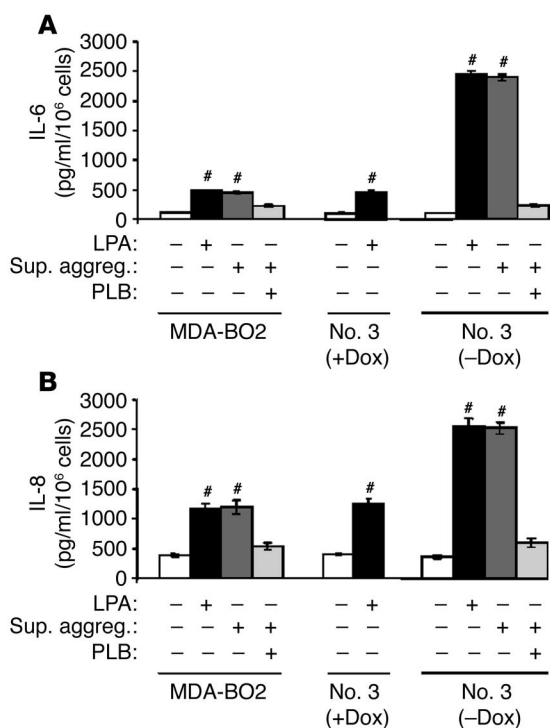 A
IL-6
(pg/ml/10⁶ cells)
3000
2500
2000
1500
1000
500
0
# # # # #
LPA: – + – – – + – + – –
Sup. aggreg.: – – + + – – – – + +
PLB: – – – + – – – – – +
MDA-BO2
No. 3
(+Dox)
No. 3
(–Dox)
B
IL-8
(pg/ml/10⁶ cells)
3000
2500
2000
1500
1000
500
0
# # # # #
LPA: – + – – – + – + – –
Sup. aggreg.: – – + + – – – – + +
PLB: – – – + – – – – – +
MDA-BO2
No. 3
(+Dox)
No. 3
(–Dox)